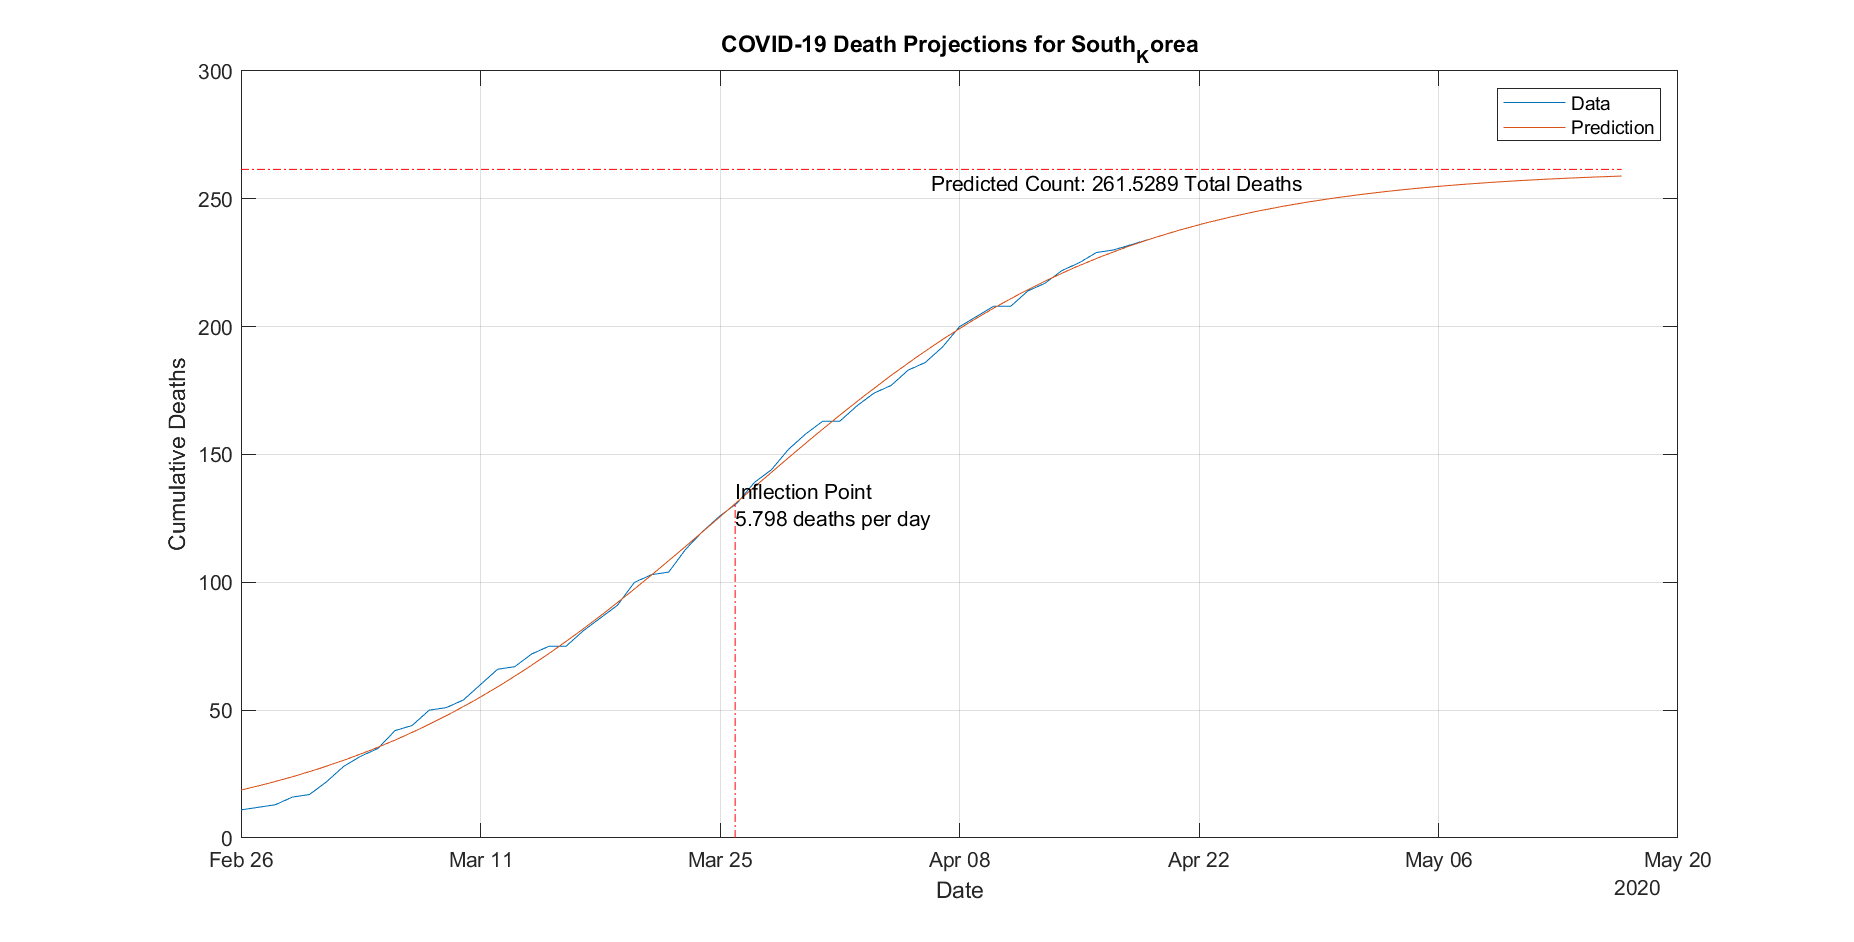 COVID-19 Death Projections for South_Korea
300
250
200
150
100
50
0
Cumulative Deaths
Data
Prediction
Predicted Count: 261.5289 Total Deaths
Inflection Point
5.798 deaths per day
Feb 26 Mar 11 Mar 25 Apr 08 Apr 22 May 06 May 20
2020
Date